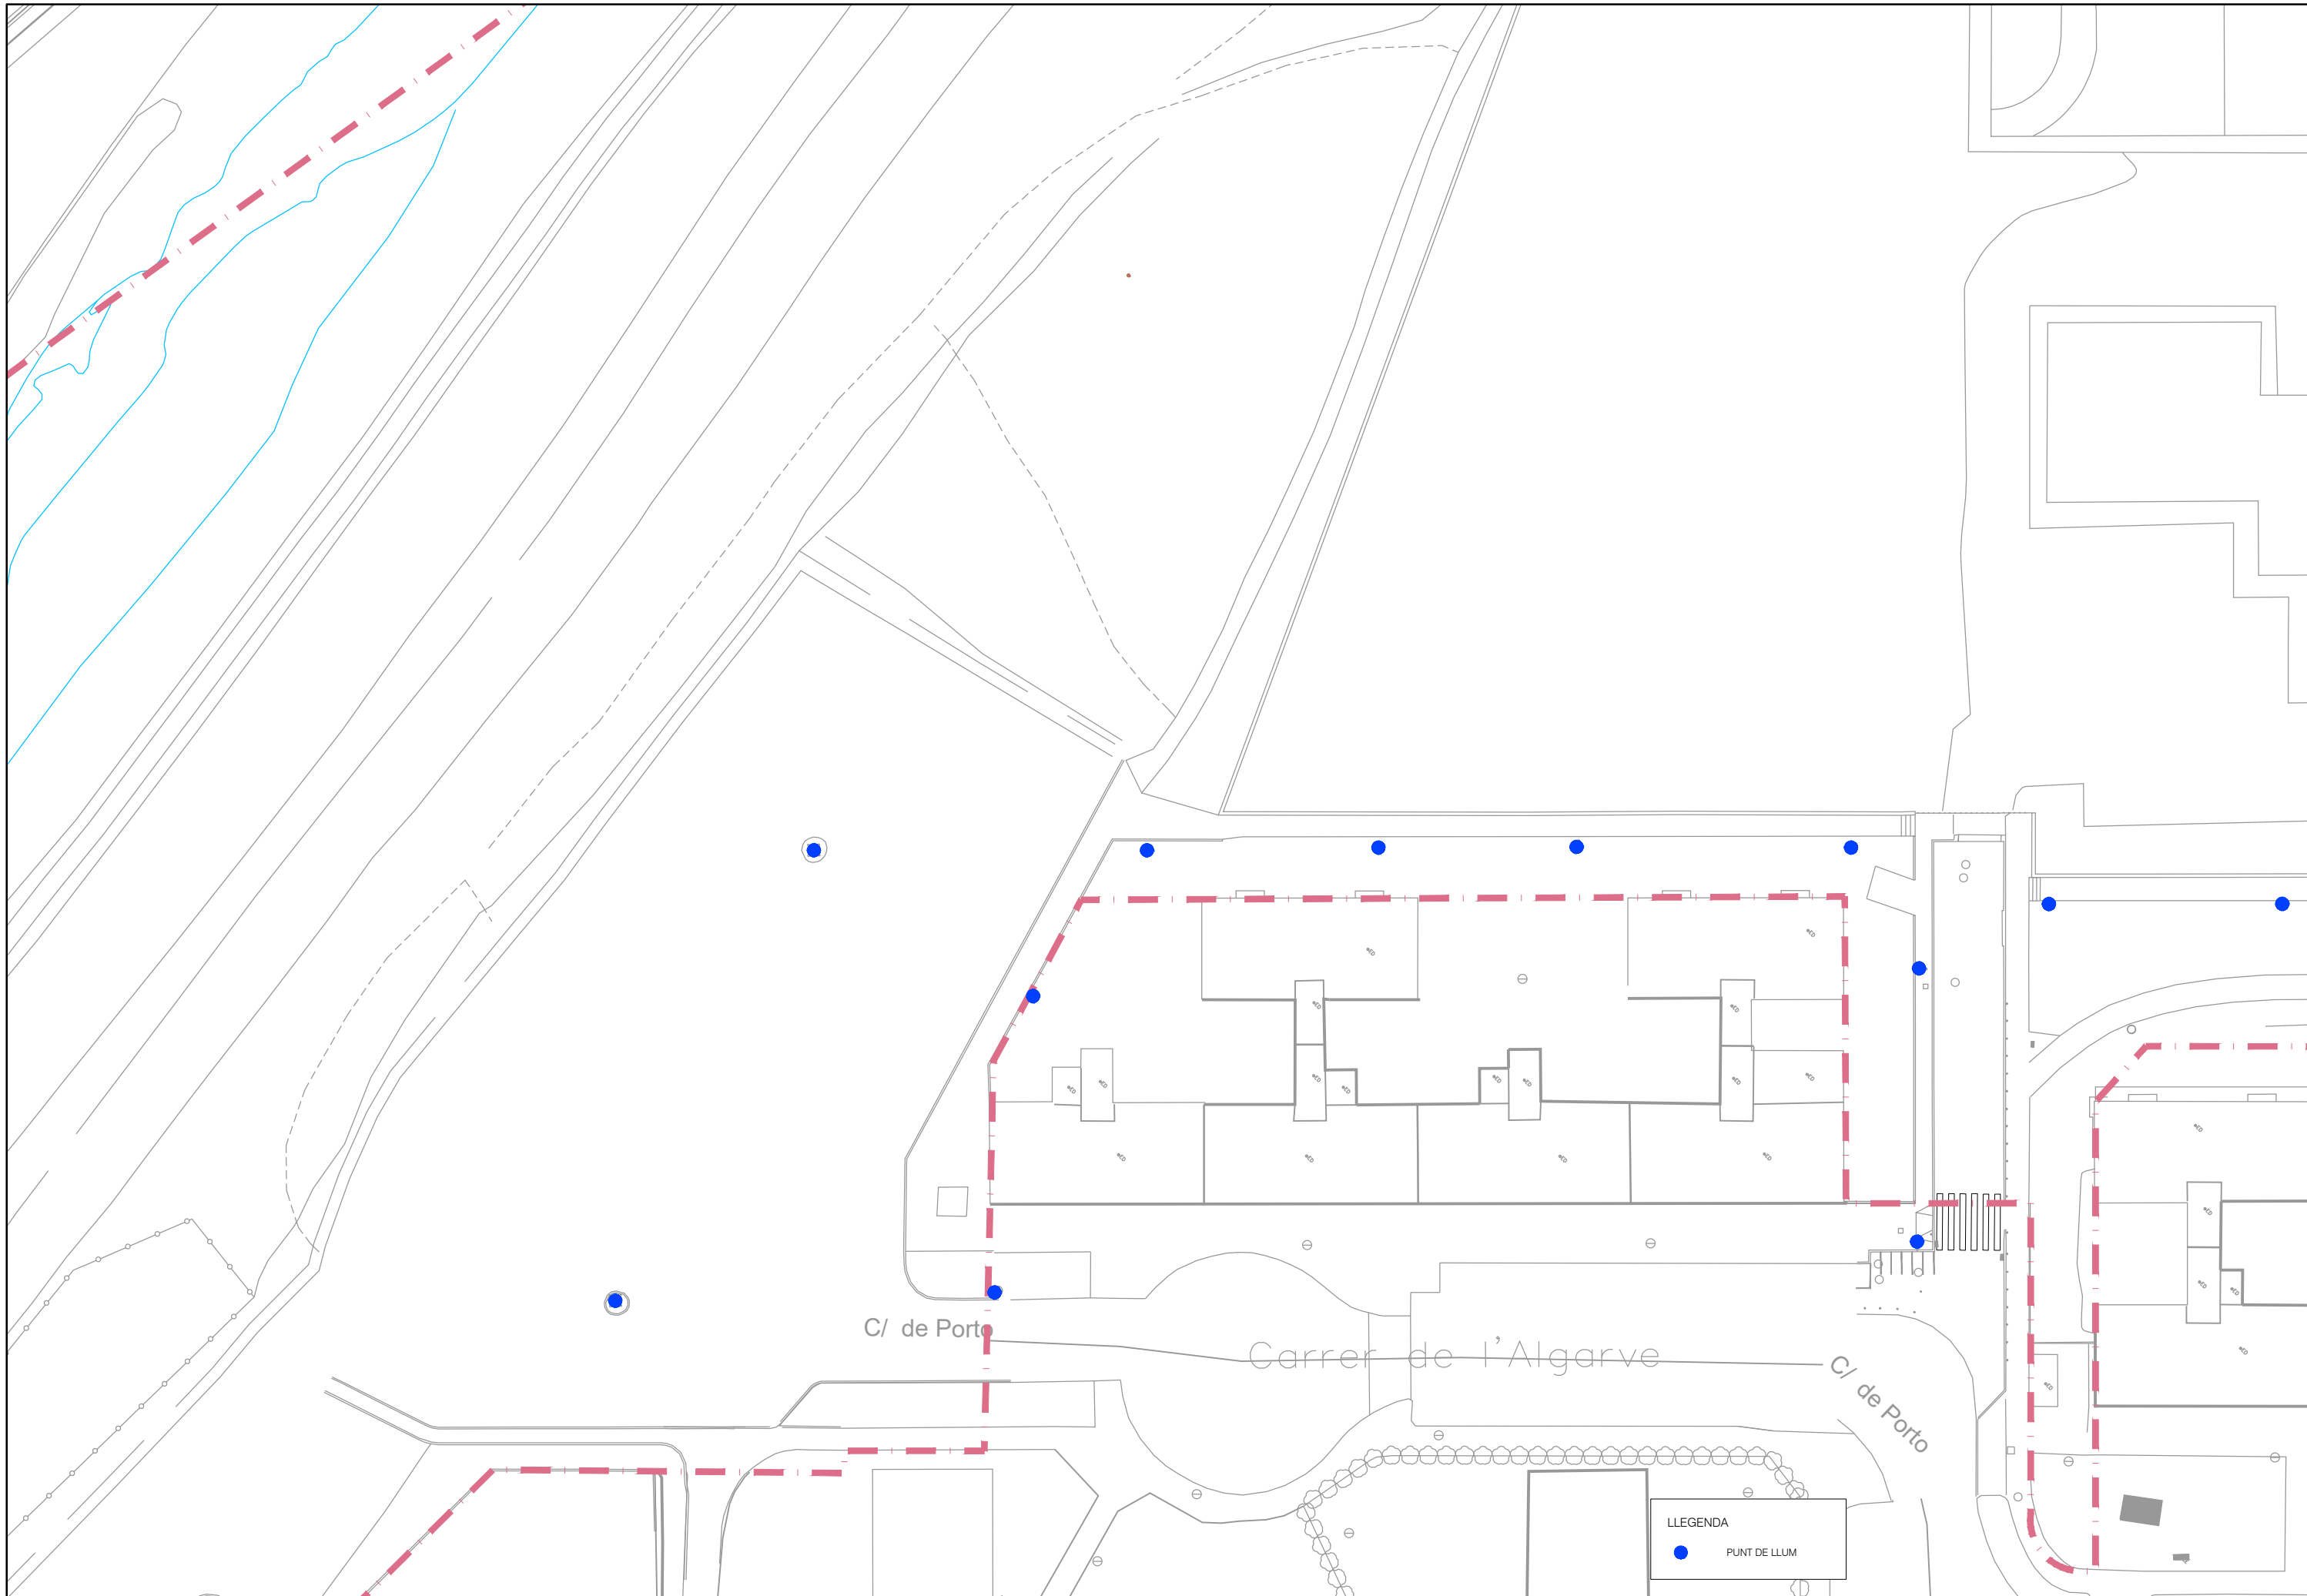 C/ de Porto
Carrer de l'Algarve
C/ de Porto
LLEGENDA
PUNT DE LLUM